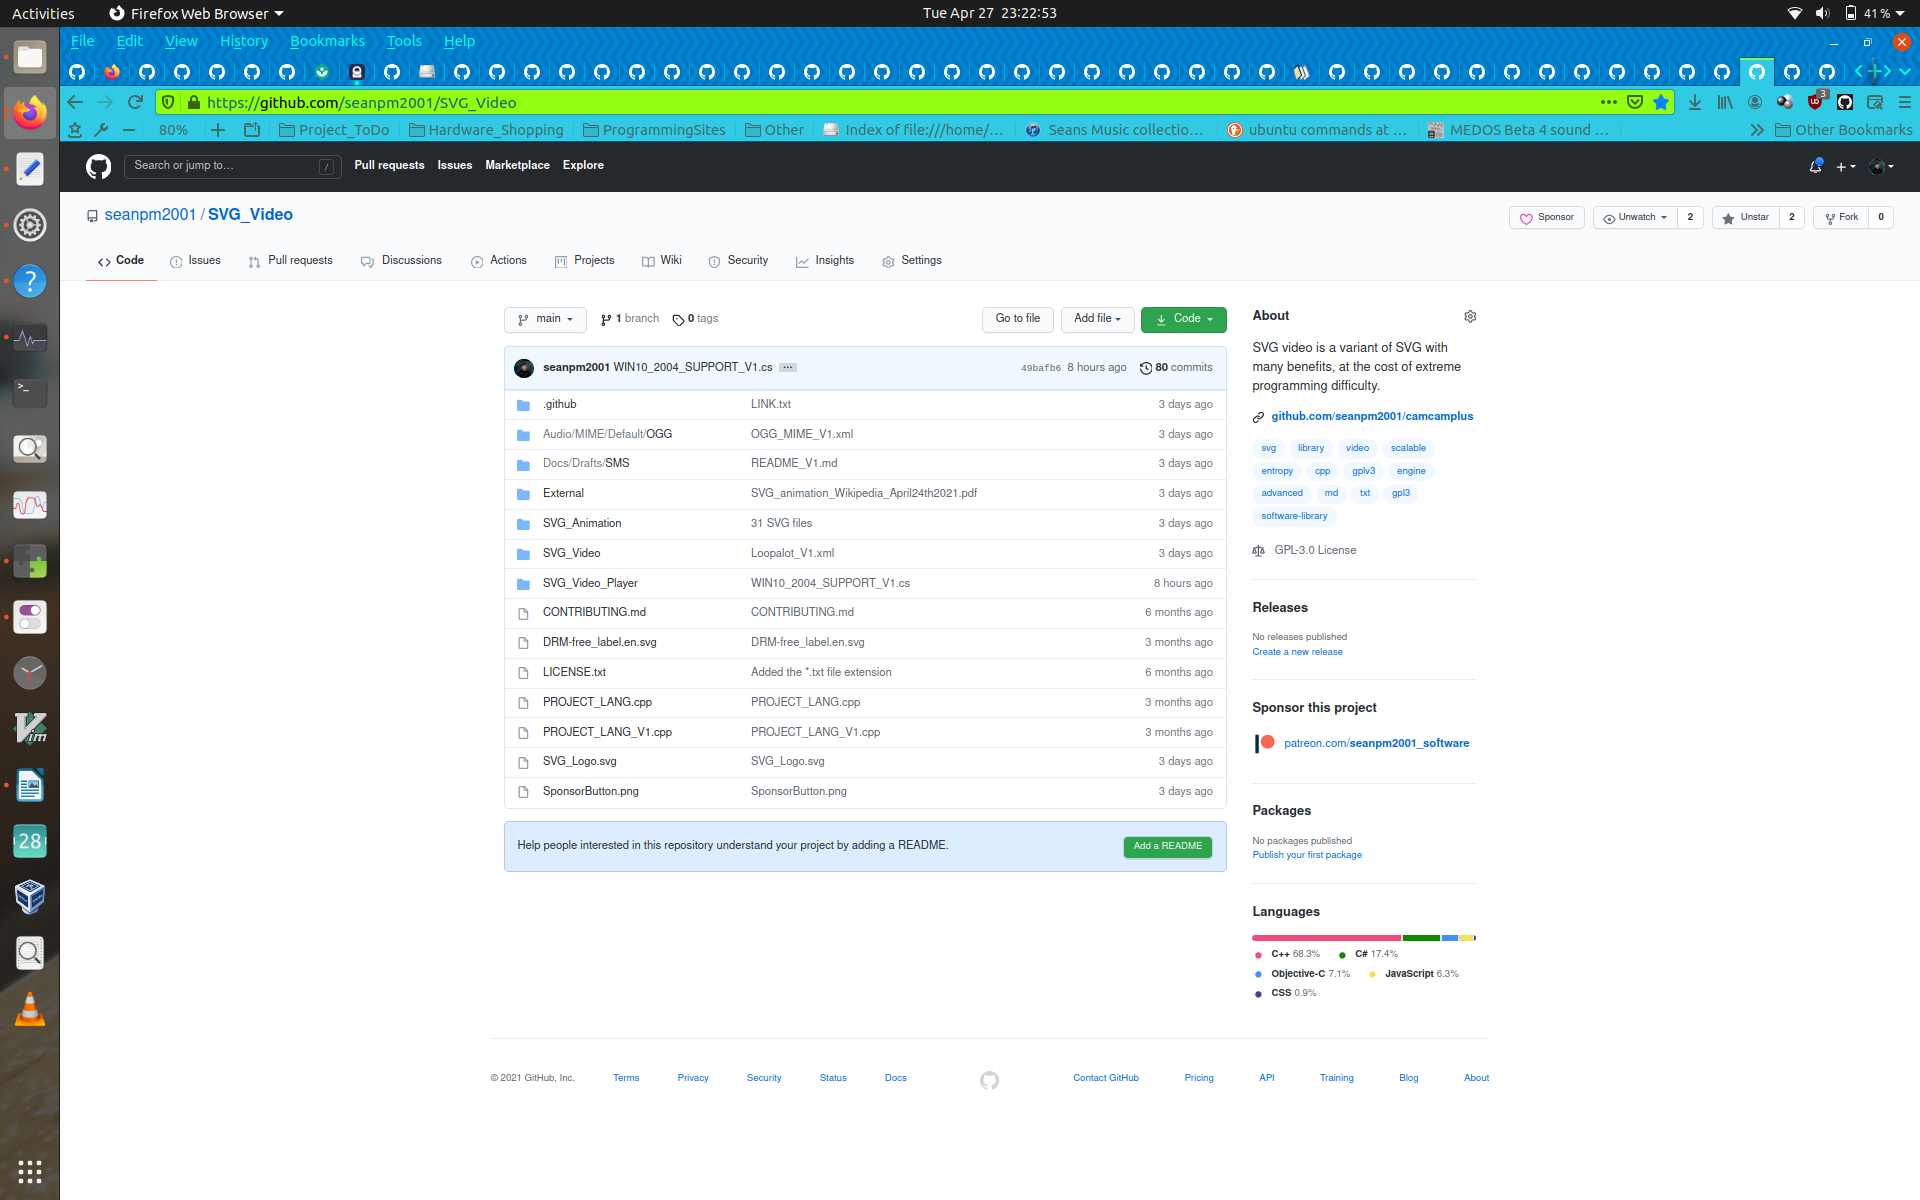 Activities Firefox Web Browser Tue Apr 27 23:22:53 41 %
File Edit View History Bookmarks Tools Help
https://github.com/seanpm2001/SVG_Video 3
80% Project_ToDo Hardware_Shopping ProgrammingSites Other Index of file:///home/... Seans Music collectio... ubuntu commands at ... MEDOS Beta 4 sound ... Other Bookmarks
Search or jump to... / Pull requests Issues Marketplace Explore
seanpm2001 / SVG_Video Sponsor Unwatch 2 Unstar 2 Fork 0
Code Issues Pull requests Discussions Actions Projects Wiki Security Insights Settings
main 1 branch 0 tags Go to file Add file Code
seanpm2001 WIN10_2004_SUPPORT_V1.cs ... 49bafb6 8 hours ago 80 commits
.github LINK.txt 3 days ago
Audio/MIME/Default/OGG OGG_MIME_V1.xml 3 days ago
Docs/Drafts/SMS README_V1.md 3 days ago
External SVG_animation_Wikipedia_April24th2021.pdf 3 days ago
SVG_Animation 31 SVG files 3 days ago
SVG_Video Loopalot_V1.xml 3 days ago
SVG_Video_Player WIN10_2004_SUPPORT_V1.cs 8 hours ago
CONTRIBUTING.md CONTRIBUTING.md 6 months ago
DRM-free_label.en.svg DRM-free_label.en.svg 3 months ago
LICENSE.txt Added the *.txt file extension 6 months ago
PROJECT_LANG.cpp PROJECT_LANG.cpp 3 months ago
PROJECT_LANG_V1.cpp PROJECT_LANG_V1.cpp 3 months ago
SVG_Logo.svg SVG_Logo.svg 3 days ago
SponsorButton.png SponsorButton.png 3 days ago
Help people interested in this repository understand your project by adding a README. Add a README
About
SVG video is a variant of SVG with
many benefits, at the cost of extreme
programming difficulty.
github.com/seanpm2001/camcamplus
svg library video scalable
entropy cpp gplv3 engine
advanced md txt gpl3
software-library
GPL-3.0 License
Releases
No releases published
Create a new release
Sponsor this project
patreon.com/seanpm2001_software
Packages
No packages published
Publish your first package
Languages
C++ 68.3% C# 17.4%
Objective-C 7.1% JavaScript 6.3%
CSS 0.9%
© 2021 GitHub, Inc. Terms Privacy Security Status Docs Contact GitHub Pricing API Training Blog About
>_
?
Vim
28